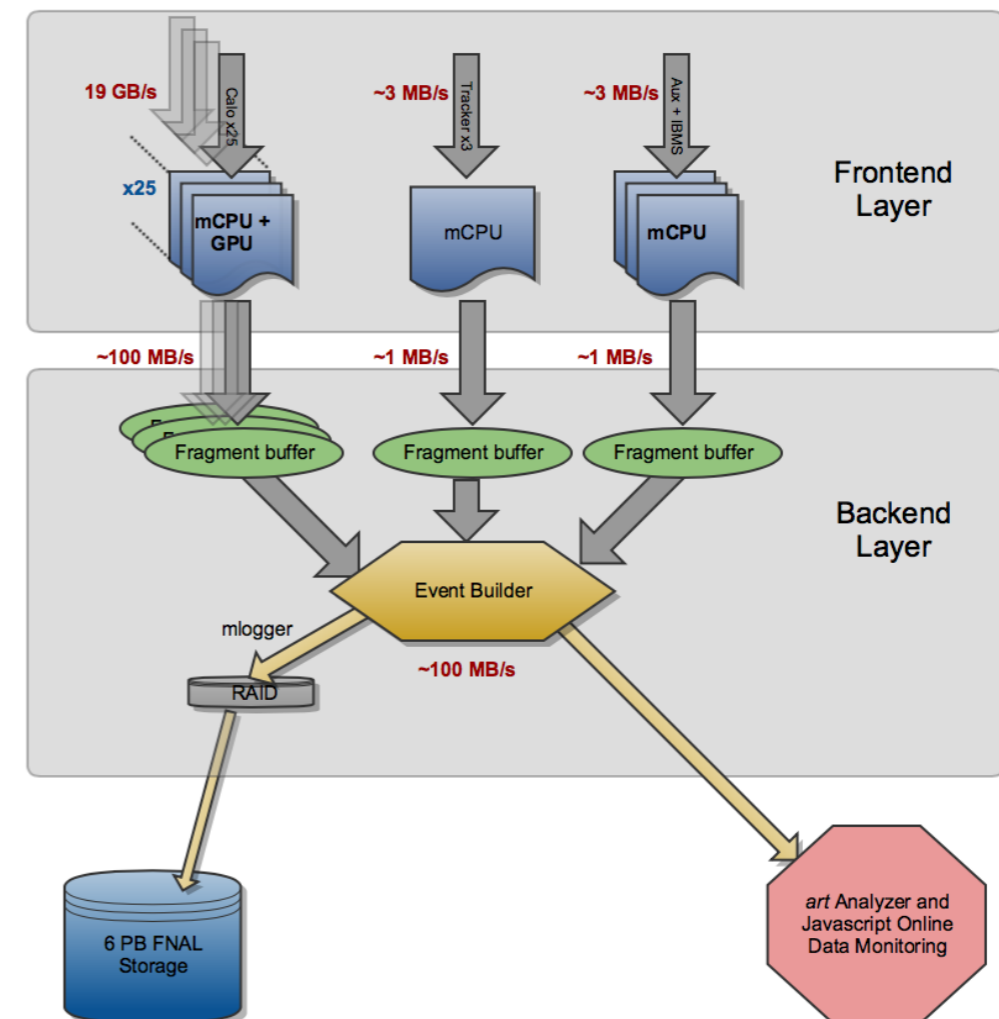 19 GB/s
Calo x25
~3 MB/s
Tracker x3
~3 MB/s
Aux + IBMS
x25
mCPU +
GPU
mCPU
mCPU
Frontend
Layer
~100 MB/s
~1 MB/s
~1 MB/s
Fragment buffer
Fragment buffer
Fragment buffer
Backend
Layer
Event Builder
mlogger
~100 MB/s
RAID
6 PB FNAL
Storage
art Analyzer and
Javascript Online
Data Monitoring